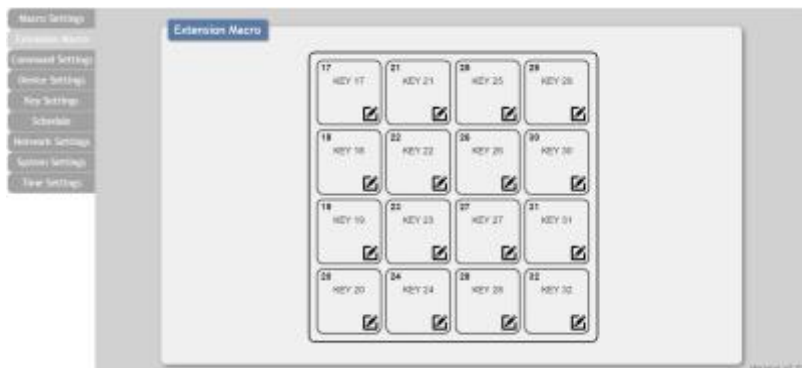 Macro Settings
Extension Macro
Command Settings
Device Settings
Key Settings
Schedule
Network Settings
System Settings
Time Settings
Extension Macro
17 21 25 29
KEY 17 KEY 21 KEY 25 KEY 29
18 22 26 30
KEY 18 KEY 22 KEY 26 KEY 30
19 23 27 31
KEY 19 KEY 23 KEY 27 KEY 31
20 24 28 32
KEY 20 KEY 24 KEY 28 KEY 32